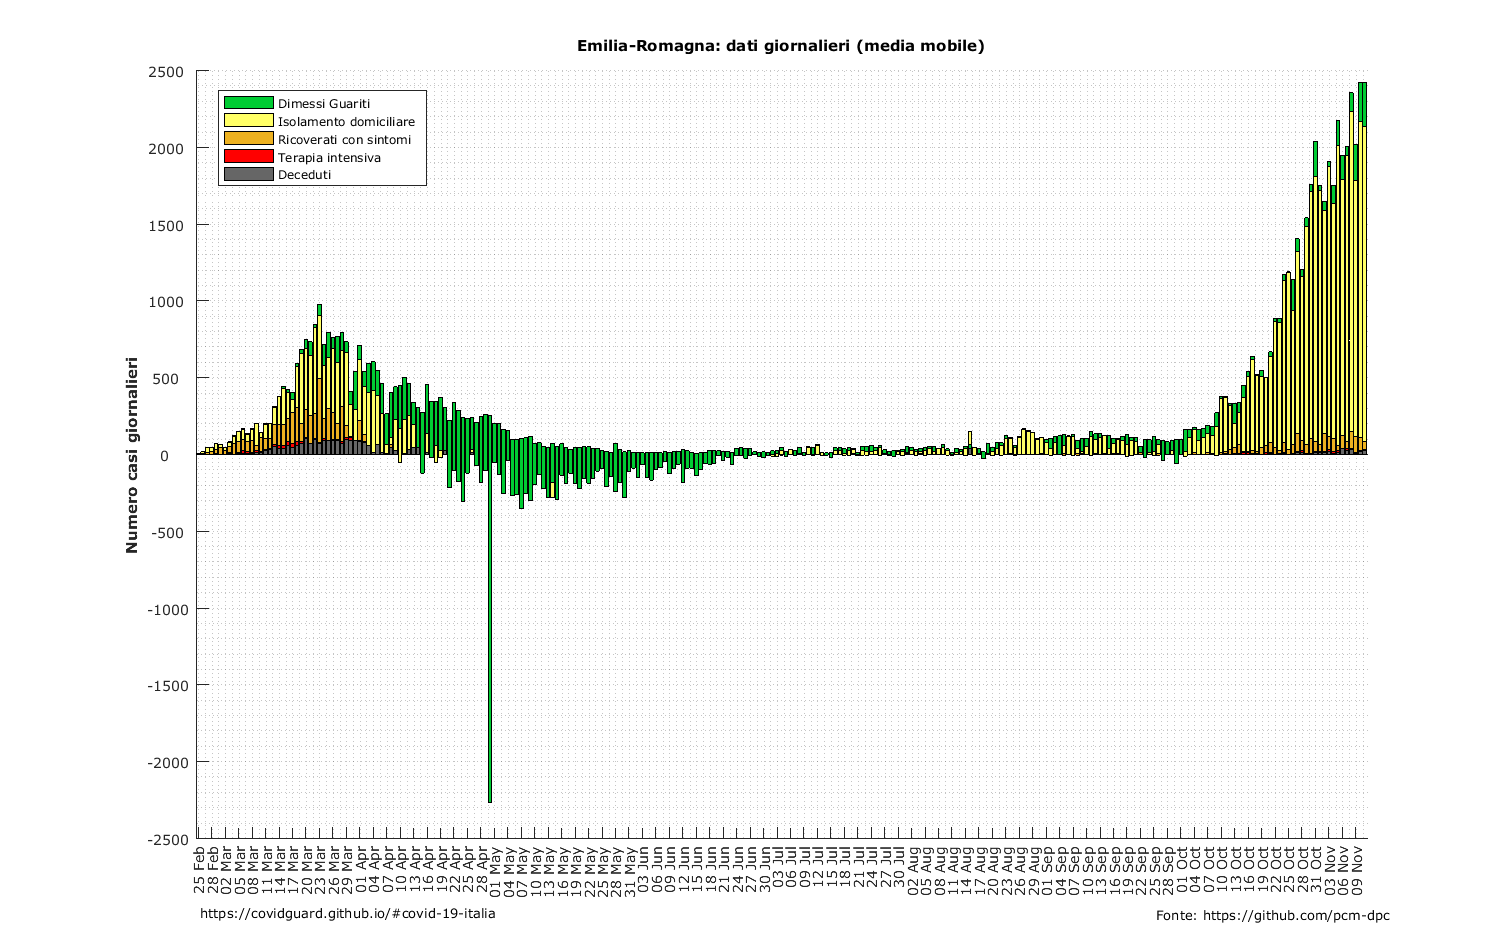 Emilia-Romagna: dati giornalieri (media mobile)
2500
2000
1500
1000
500
0
-500
-1000
-1500
-2000
-2500
Numero casi giornalieri
Dimessi Guariti
Isolamento domiciliare
Ricoverati con sintomi
Terapia intensiva
Deceduti
25 Feb
28 Feb
02 Mar
05 Mar
08 Mar
11 Mar
14 Mar
17 Mar
20 Mar
23 Mar
26 Mar
29 Mar
01 Apr
04 Apr
07 Apr
10 Apr
13 Apr
16 Apr
19 Apr
22 Apr
25 Apr
28 Apr
01 May
04 May
07 May
10 May
13 May
16 May
19 May
22 May
25 May
28 May
31 May
03 Jun
06 Jun
09 Jun
12 Jun
15 Jun
18 Jun
21 Jun
24 Jun
27 Jun
30 Jun
03 Jul
06 Jul
09 Jul
12 Jul
15 Jul
18 Jul
21 Jul
24 Jul
27 Jul
30 Jul
02 Aug
05 Aug
08 Aug
11 Aug
14 Aug
17 Aug
20 Aug
23 Aug
26 Aug
29 Aug
01 Sep
04 Sep
07 Sep
10 Sep
13 Sep
16 Sep
19 Sep
22 Sep
25 Sep
28 Sep
01 Oct
04 Oct
07 Oct
10 Oct
13 Oct
16 Oct
19 Oct
22 Oct
25 Oct
28 Oct
31 Oct
03 Nov
06 Nov
09 Nov
https://covidguard.github.io/#covid-19-italia
Fonte: https://github.com/pcm-dpc